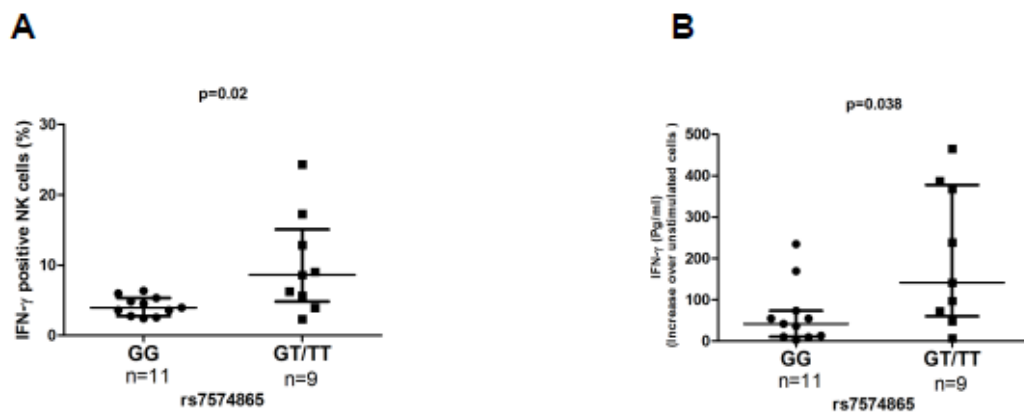 A
p=0.02
IFN-γ positive NK cells (%)
30
20
10
0
GG
GT/TT
n=11
n=9
rs7574865
B
p=0.038
IFN-γ (Pg/ml)
(Increase over unstimulated cells )
500
400
300
200
100
0
GG
GT/TT
n=11
n=9
rs7574865